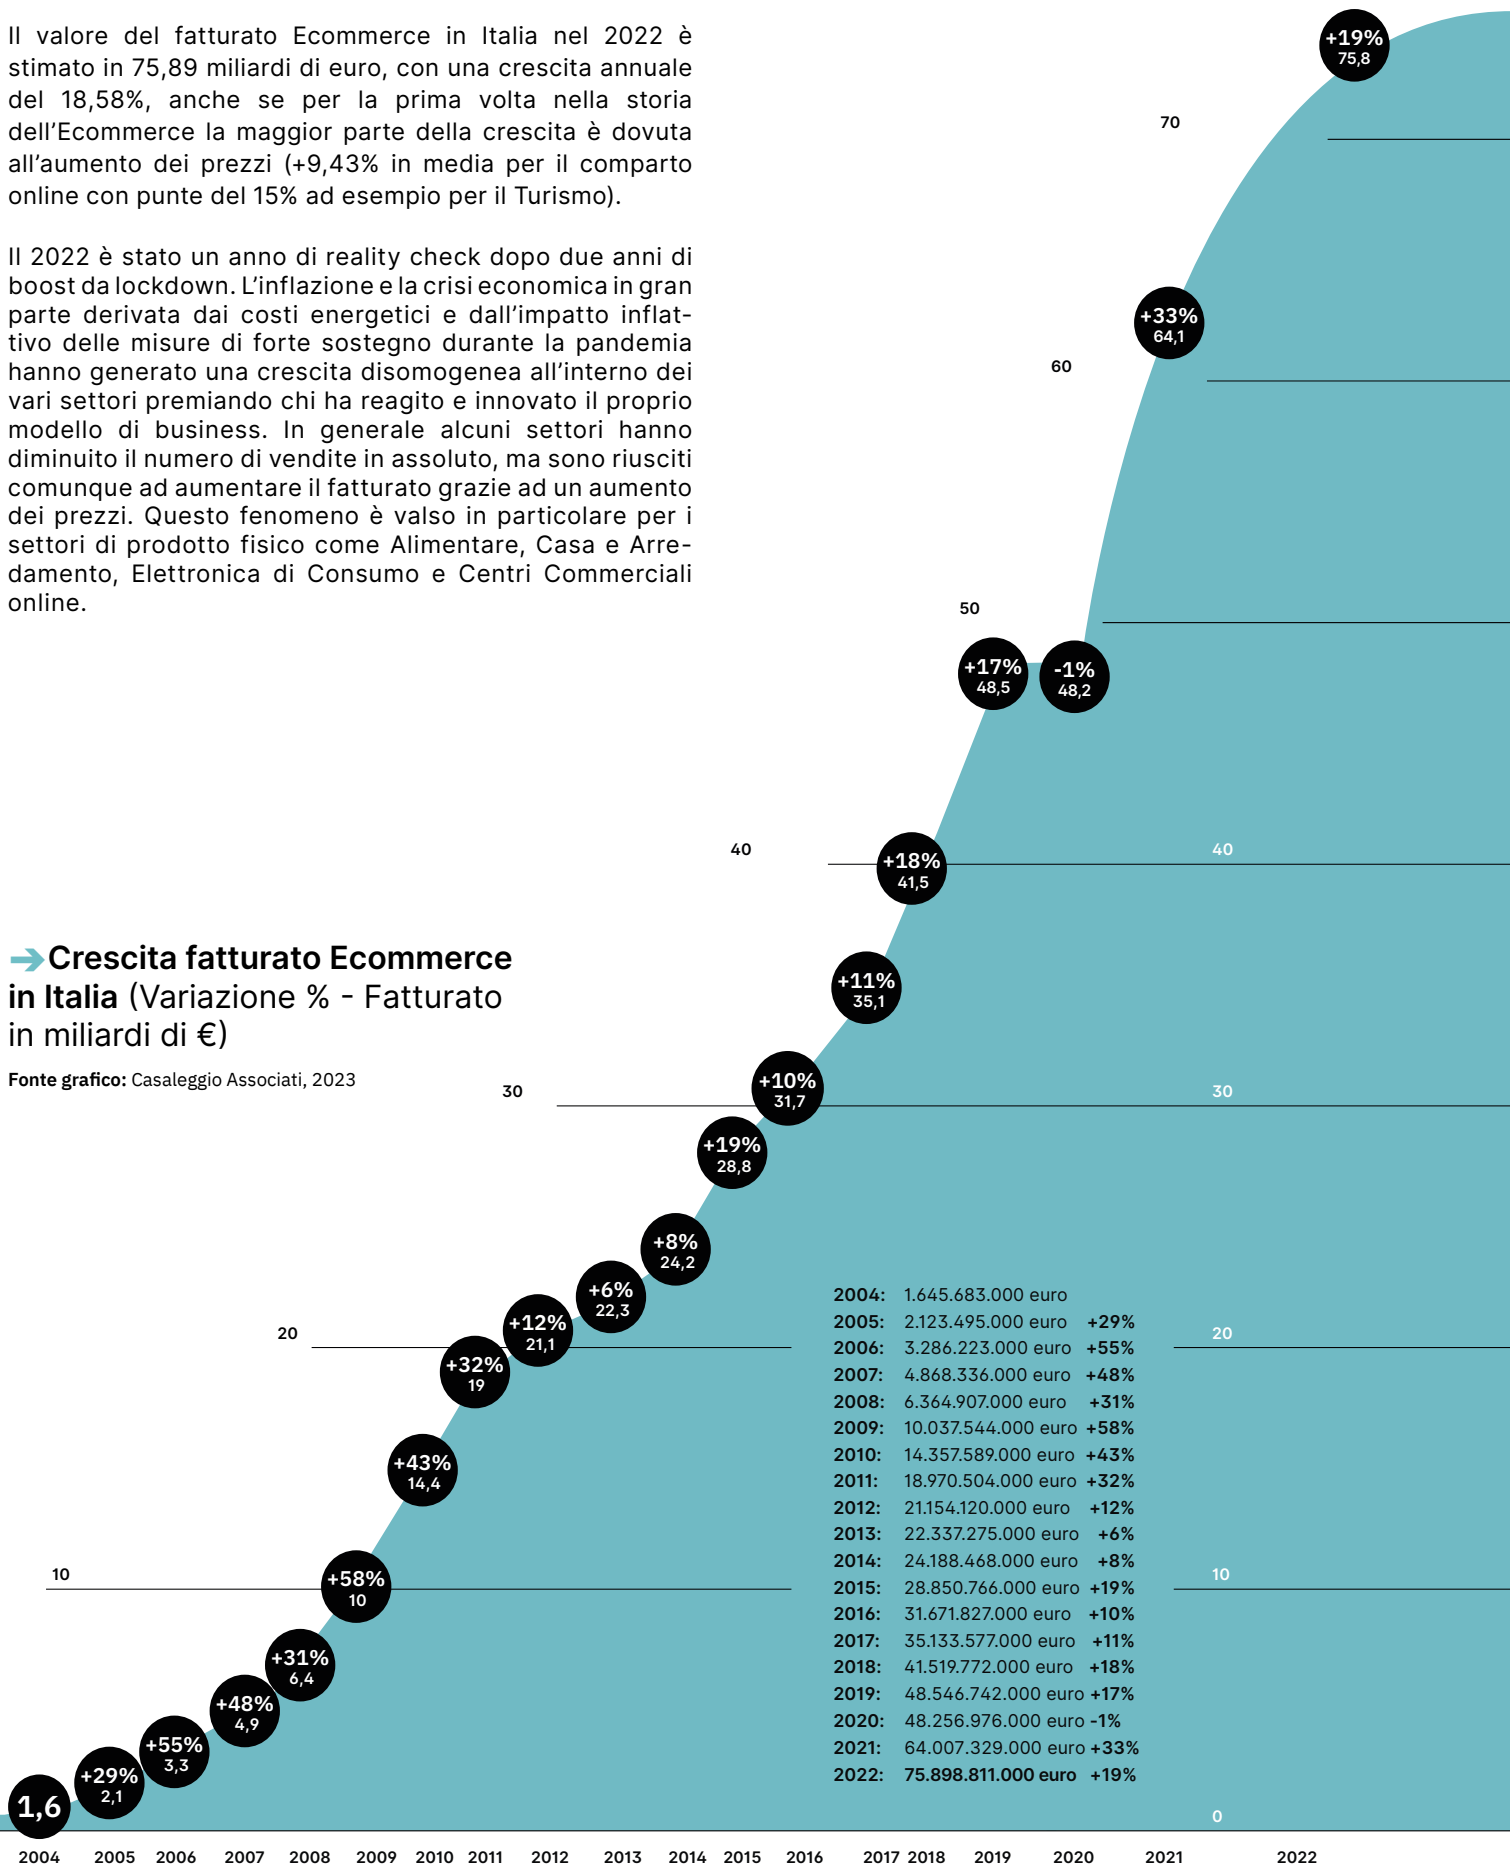 Il valore del fatturato Ecommerce in Italia nel 2022 è
stimato in 75,89 miliardi di euro, con una crescita annuale
del 18,58%, anche se per la prima volta nella storia
dell'Ecommerce la maggior parte della crescita è dovuta
all'aumento dei prezzi (+9,43% in media per il comparto
online con punte del 15% ad esempio per il Turismo).
Il 2022 è stato un anno di reality check dopo due anni di
boost da lockdown. L'inflazione e la crisi economica in gran
parte derivata dai costi energetici e dall'impatto inflat-
tivo delle misure di forte sostegno durante la pandemia
hanno generato una crescita disomogenea all'interno dei
vari settori premiando chi ha reagito e innovato il proprio
modello di business. In generale alcuni settori hanno
diminuito il numero di vendite in assoluto, ma sono riusciti
comunque ad aumentare il fatturato grazie ad un aumento
dei prezzi. Questo fenomeno è valso in particolare per i
settori di prodotto fisico come Alimentare, Casa e Arre-
damento, Elettronica di Consumo e Centri Commerciali
online.
➔ Crescita fatturato Ecommerce
in Italia (Variazione % - Fatturato
in miliardi di €)
Fonte grafico: Casaleggio Associati, 2023
+19%
75,8
70
+33%
64,1
60
50
+17%
48,5
-1%
48,2
40
+18%
41,5
40
+11%
35,1
+10%
31,7
30
30
+19%
28,8
+8%
24,2
+6%
22,3
+12%
21,1
20
20
+32%
19
+43%
14,4
10
+58%
10
10
+31%
6,4
+48%
4,9
+55%
3,3
+29%
2,1
1,6
0
2004: 1.645.683.000 euro
2005: 2.123.495.000 euro +29%
2006: 3.286.223.000 euro +55%
2007: 4.868.336.000 euro +48%
2008: 6.364.907.000 euro +31%
2009: 10.037.544.000 euro +58%
2010: 14.357.589.000 euro +43%
2011: 18.970.504.000 euro +32%
2012: 21.154.120.000 euro +12%
2013: 22.337.275.000 euro +6%
2014: 24.188.468.000 euro +8%
2015: 28.850.766.000 euro +19%
2016: 31.671.827.000 euro +10%
2017: 35.133.577.000 euro +11%
2018: 41.519.772.000 euro +18%
2019: 48.546.742.000 euro +17%
2020: 48.256.976.000 euro -1%
2021: 64.007.329.000 euro +33%
2022: 75.898.811.000 euro +19%
2004 2005 2006 2007 2008 2009 2010 2011 2012 2013 2014 2015 2016 2017 2018 2019 2020 2021 2022